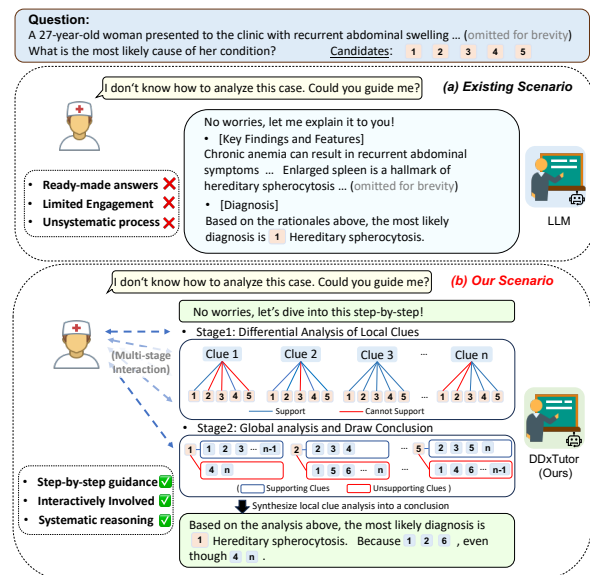 Question:
A 27-year-old woman presented to the clinic with recurrent abdominal swelling ... (omitted for brevity)
What is the most likely cause of her condition? Candidates: 1 2 3 4 5
I don't know how to analyze this case. Could you guide me?
(a) Existing Scenario
No worries, let me explain it to you!
• [Key Findings and Features]
Chronic anemia can result in recurrent abdominal
symptoms ... Enlarged spleen is a hallmark of
hereditary spherocytosis ... (omitted for brevity)
• [Diagnosis]
Based on the rationales above, the most likely
diagnosis is 1 Hereditary spherocytosis.
• Ready-made answers ❌
• Limited Engagement ❌
• Unsystematic process ❌
LLM
I don't know how to analyze this case. Could you guide me?
(b) Our Scenario
No worries, let's dive into this step-by-step!
(Multi-stage
Interaction)
• Stage1: Differential Analysis of Local Clues
Clue 1 Clue 2 Clue 3 ... Clue n
1 2 3 4 5 1 2 3 4 5 1 2 3 4 5 ... 1 2 3 4 5
Support Cannot Support
• Stage2: Global analysis and Draw Conclusion
1 1 2 3 ... n-1 2 2 3 4 ... 5 2 3 5 n
4 n 1 5 6 ... n 1 4 6 ... n-1
( Supporting Clues Unsupporting Clues )
Synthesize local clue analysis into a conclusion
Based on the analysis above, the most likely diagnosis is
1 Hereditary spherocytosis. Because 1 2 6 , even
though 4 n .
• Step-by-step guidance ✅
• Interactively Involved ✅
• Systematic reasoning ✅
DDxTutor
(Ours)